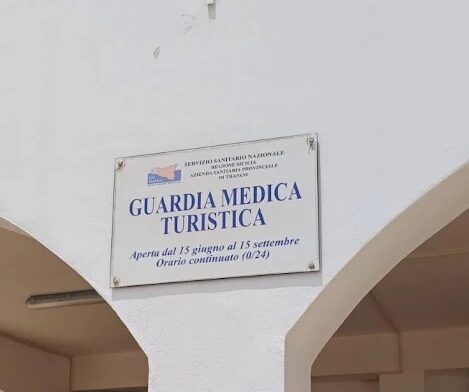 SERVIZIO SANITARIO NAZIONALE
REGIONE SICILIA
AZIENDA SANITARIA PROVINCIALE
DI TRAPANI
GUARDIA MEDICA
TURISTICA
Aperta dal 15 giugno al 15 settembre
Orario continuato (0/24)